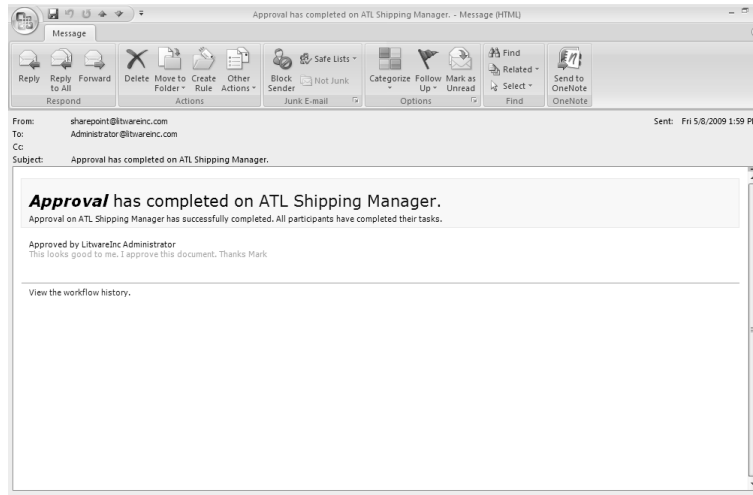 Approval has completed on ATL Shipping Manager. - Message (HTML)
Message
Reply
Reply to All
Forward
Respond
Delete
Move to Folder
Create Rule
Other Actions
Actions
Block Sender
Safe Lists
Not Junk
Junk E-mail
Categorize
Follow Up
Mark as Unread
Options
Find
Related
Select
Find
Send to OneNote
OneNote
From: sharepoint@litwareinc.com
Sent: Fri 5/8/2009 1:59 P
To: Administrator@litwareinc.com
Cc:
Subject: Approval has completed on ATL Shipping Manager.
Approval has completed on ATL Shipping Manager.
Approval on ATL Shipping Manager has successfully completed. All participants have completed their tasks.
Approved by LitwareInc Administrator
This looks good to me. I approve this document. Thanks Mark
View the workflow history.